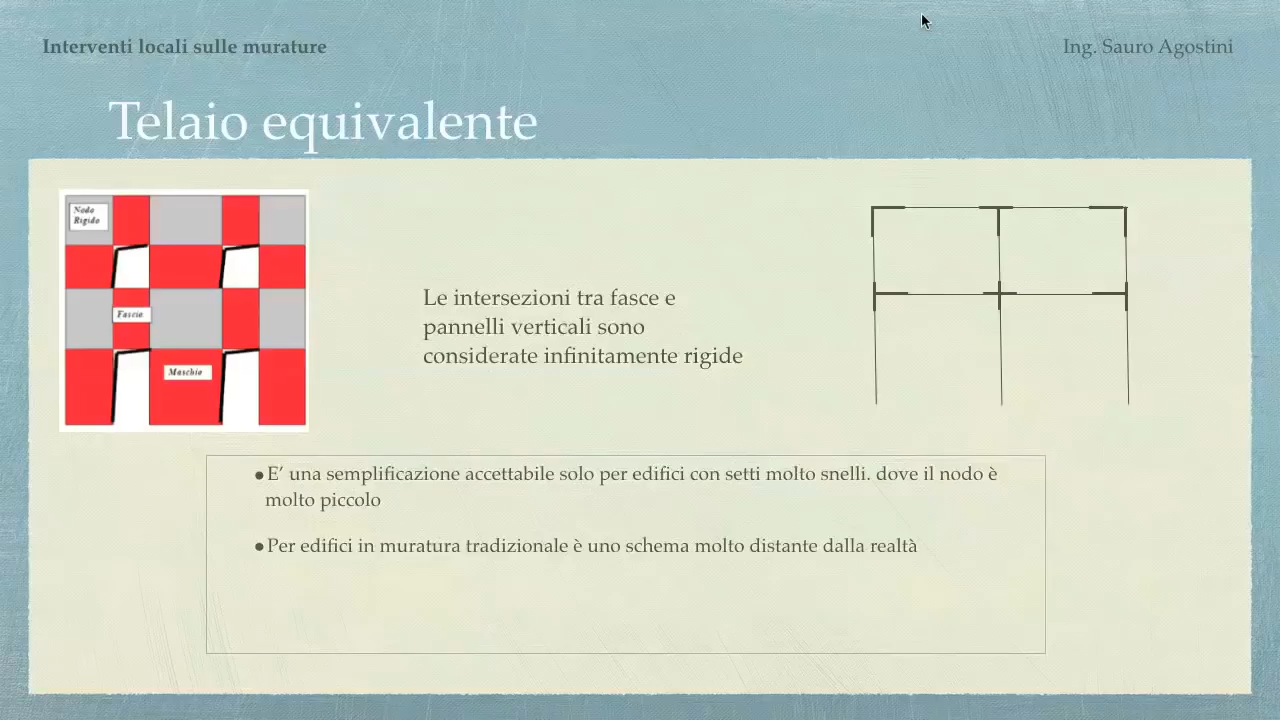 Interventi locali sulle murature
Ing. Sauro Agostini
Telaio equivalente
Nodo
Rigido
Fascia
Maschio
Le intersezioni tra fasce e
pannelli verticali sono
considerate infinitamente rigide
●E’ una semplificazione accettabile solo per edifici con setti molto snelli. dove il nodo è
molto piccolo
●Per edifici in muratura tradizionale è uno schema molto distante dalla realtà